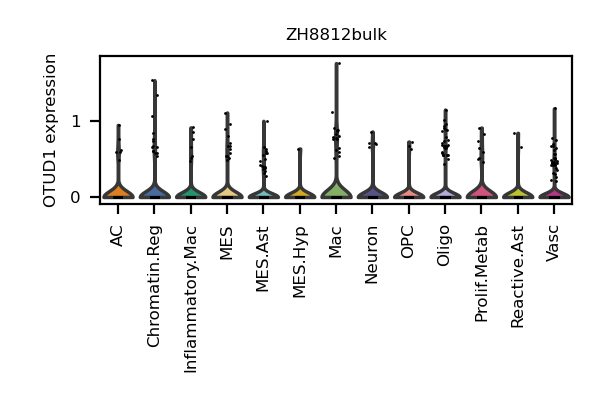 ZH8812bulk
OTUD1 expression
1
0
AC
Chromatin.Reg
Inflammatory.Mac
MES
MES.Ast
MES.Hyp
Mac
Neuron
OPC
Oligo
Prolif.Metab
Reactive.Ast
Vasc